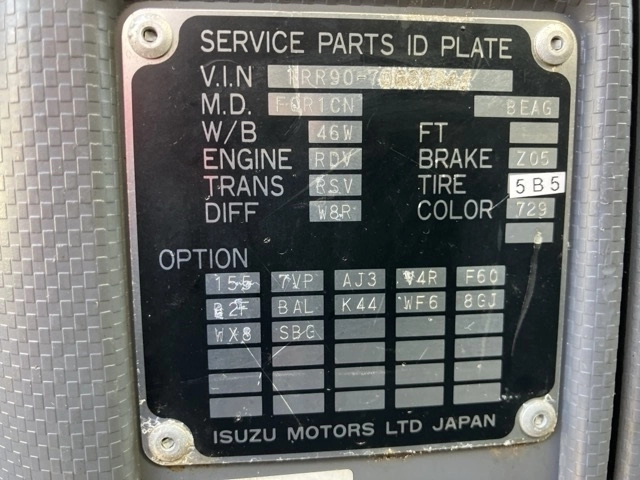 SERVICE PARTS ID PLATE
V.I.N
M.D. BEAG
W/B 46W FT
ENGINE RDV BRAKE Z05
TRANS RSV TIRE 5B5
DIFF W8R COLOR 729
OPTION
155 7VP AJ3 V4R F60
BAL K44 WF6 8GJ
WX8 SBG
ISUZU MOTORS LTD JAPAN